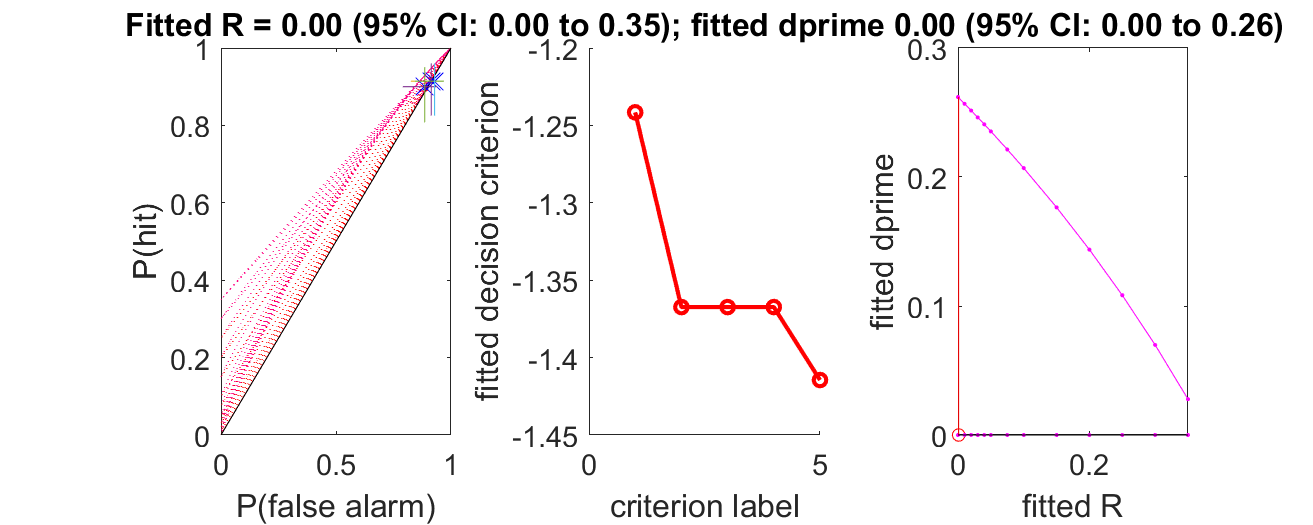 Fitted R = 0.00 (95% CI: 0.00 to 0.35); fitted dprime 0.00 (95% CI: 0.00 to 0.26)
1
0.8
0.6
0.4
0.2
0
0 0.5 1
P(hit)
P(false alarm)
-1.2
-1.25
-1.3
-1.35
-1.4
-1.45
0 5
fitted decision criterion
criterion label
0.3
0.2
0.1
0
0 0.2
fitted dprime
fitted R